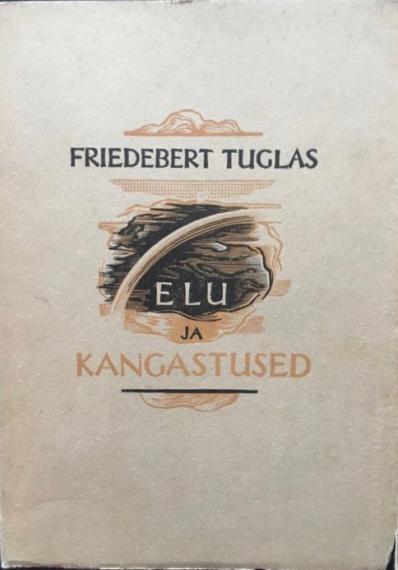 FRIEDEBERT TUGLAS
ELU
JA
KANGASTUSED